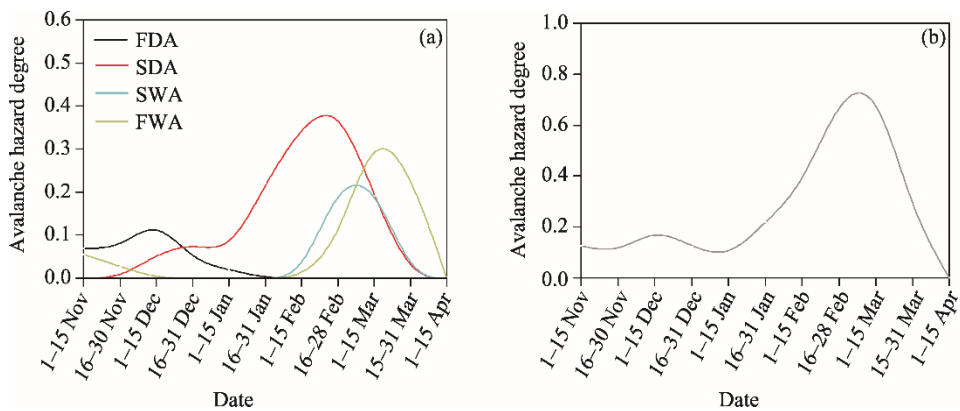 (a)
Avalanche hazard degree
0.6
0.5
0.4
0.3
0.2
0.1
0.0
FDA
SDA
SWA
FWA
1–15 Nov
16–30 Nov
1–15 Dec
16–31 Dec
1–15 Jan
16–31 Jan
1–15 Feb
16–28 Feb
1–15 Mar
15–31 Mar
1–15 Apr
Date
(b)
Avalanche hazard degree
1.0
0.8
0.6
0.4
0.2
0.0
1–15 Nov
16–30 Nov
1–15 Dec
16–31 Dec
1–15 Jan
16–31 Jan
1–15 Feb
16–28 Feb
1–15 Mar
15–31 Mar
1–15 Apr
Date